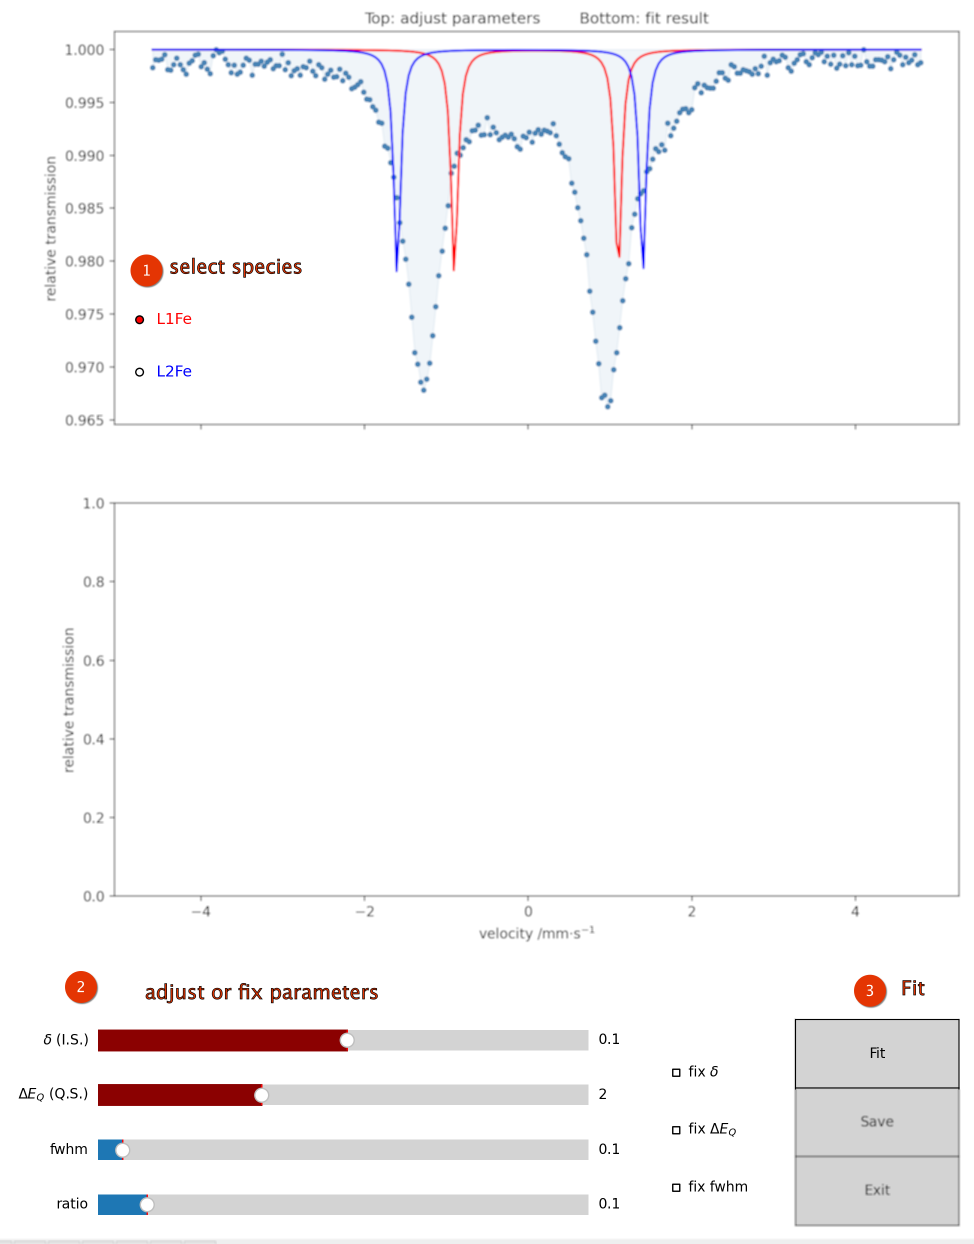 Top: adjust parameters Bottom: fit result
1.000
0.995
0.990
0.985
0.980
0.975
0.970
0.965
relative transmission
1 select species
L1Fe
L2Fe
1.0
0.8
0.6
0.4
0.2
0.0
relative transmission
−4 −2 0 2 4
velocity /mm·s⁻¹
2 adjust or fix parameters
3 Fit
δ (I.S.) 0.1
ΔE_Q (Q.S.) 2
fwhm 0.1
ratio 0.1
fix δ
fix ΔE_Q
fix fwhm
Fit
Save
Exit